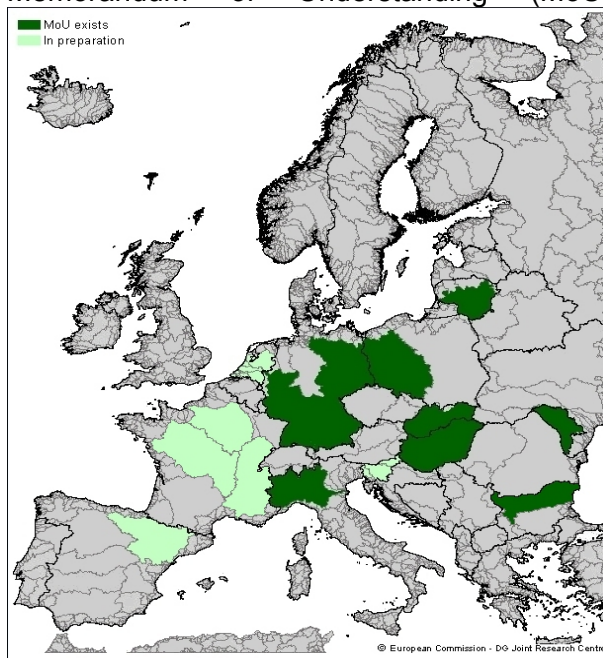 Memorandum of Understanding (MoU
MoU exists
In preparation
© European Commission - DG Joint Research Centre